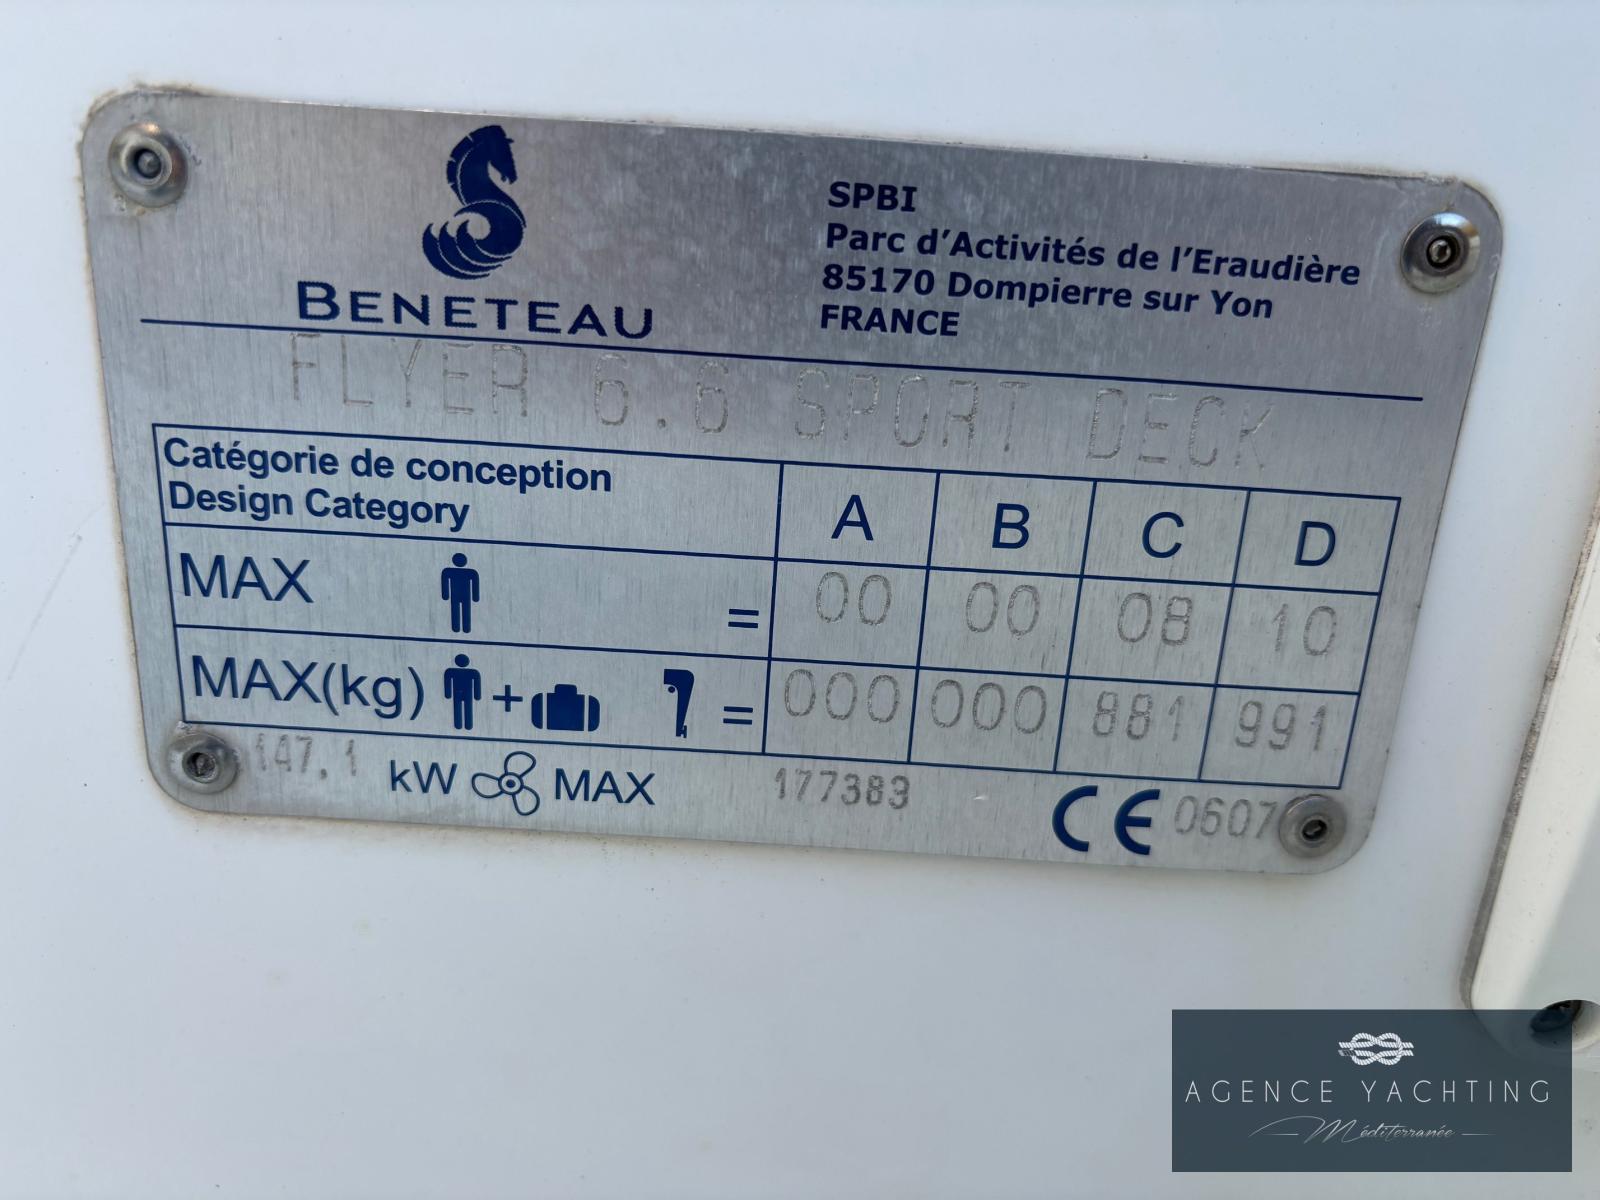 BENETEAU
SPBI
Parc d'Activités de l'Eraudière
85170 Dompierre sur Yon
FRANCE
FLYER 6.6 SPORT DECK
Catégorie de conception
Design Category
A B C D
MAX = 00 00 08 10
MAX(kg) + = 000 000 881 991
147.1 kW MAX 177383 CE 0607
AGENCE YACHTING
Méditerranée